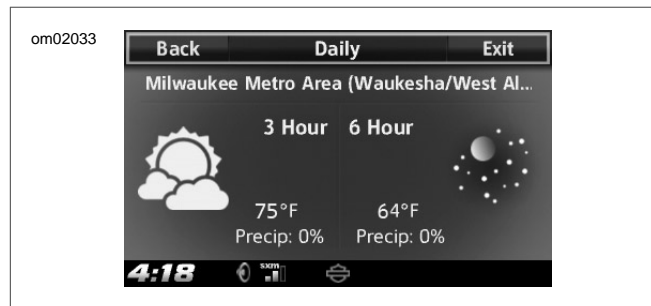 om02033
Back Daily Exit
Milwaukee Metro Area (Waukesha/West Al...
3 Hour 6 Hour
75°F 64°F
Precip: 0% Precip: 0%
4:18 sxm